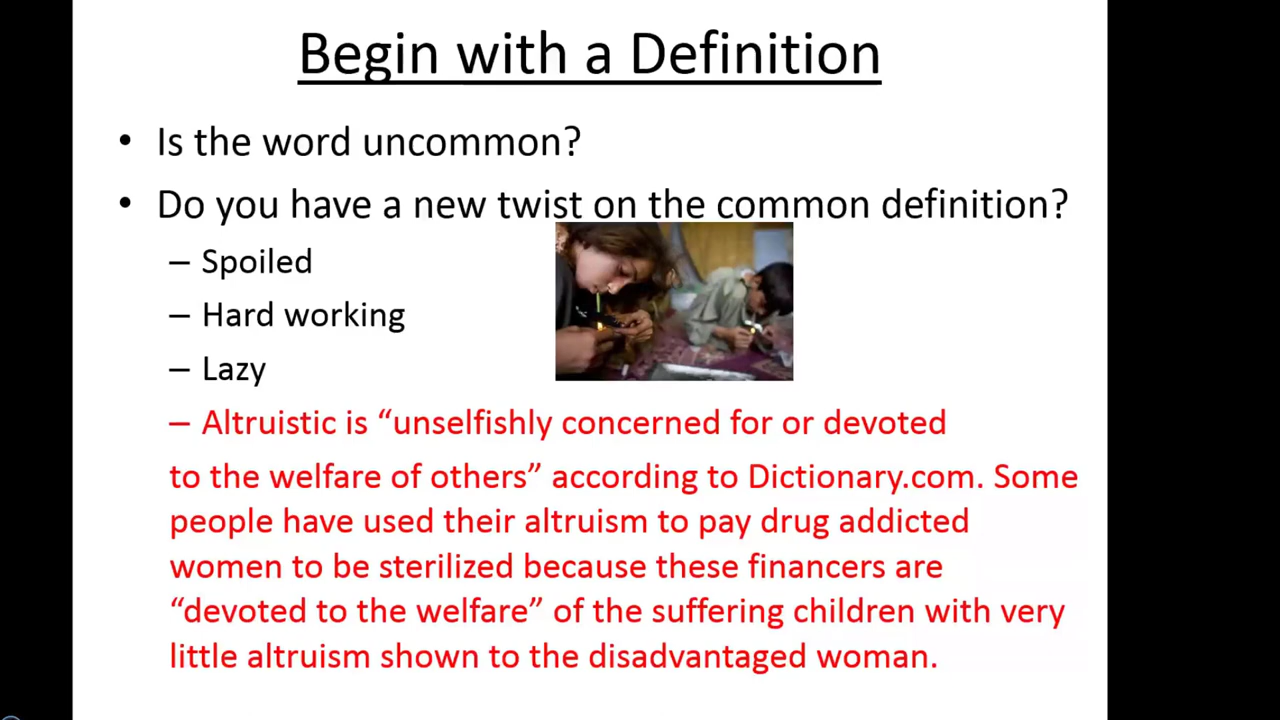 Begin with a Definition
• Is the word uncommon?
• Do you have a new twist on the common definition?
– Spoiled
– Hard working
– Lazy
– Altruistic is “unselfishly concerned for or devoted
to the welfare of others” according to Dictionary.com. Some
people have used their altruism to pay drug addicted
women to be sterilized because these financers are
“devoted to the welfare” of the suffering children with very
little altruism shown to the disadvantaged woman.